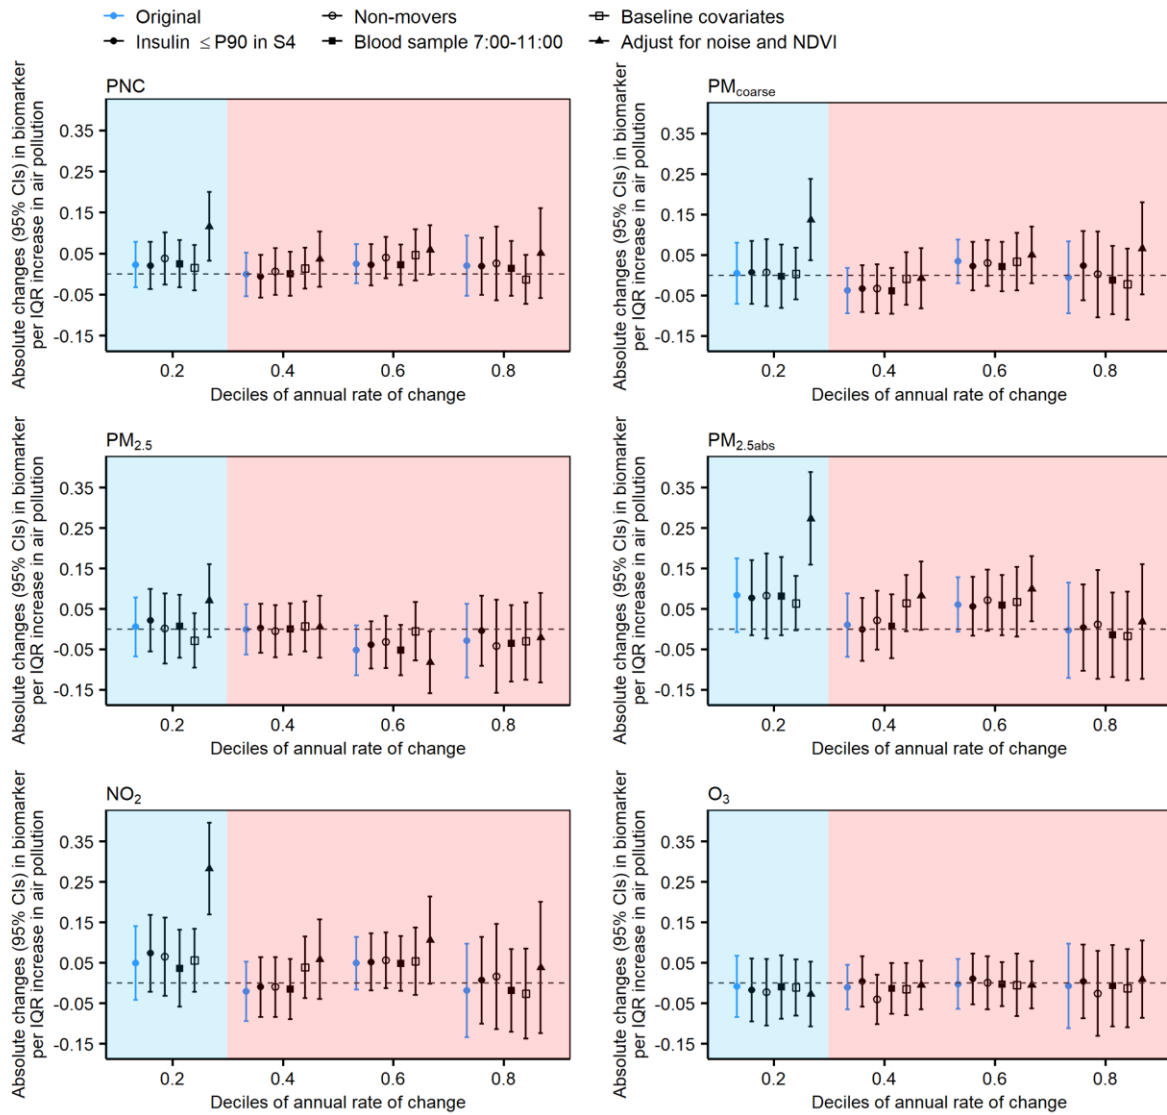 Original
Non-movers
Baseline covariates
Insulin ≤ P90 in S4
Blood sample 7:00-11:00
Adjust for noise and NDVI
PNC
Absolute changes (95% CIs) in biomarker
per IQR increase in air pollution
0.35
0.25
0.15
0.05
-0.05
-0.15
0.2 0.4 0.6 0.8
Deciles of annual rate of change
PMcoarse
Absolute changes (95% CIs) in biomarker
per IQR increase in air pollution
0.35
0.25
0.15
0.05
-0.05
-0.15
0.2 0.4 0.6 0.8
Deciles of annual rate of change
PM2.5
Absolute changes (95% CIs) in biomarker
per IQR increase in air pollution
0.35
0.25
0.15
0.05
-0.05
-0.15
0.2 0.4 0.6 0.8
Deciles of annual rate of change
PM2.5abs
Absolute changes (95% CIs) in biomarker
per IQR increase in air pollution
0.35
0.25
0.15
0.05
-0.05
-0.15
0.2 0.4 0.6 0.8
Deciles of annual rate of change
NO2
Absolute changes (95% CIs) in biomarker
per IQR increase in air pollution
0.35
0.25
0.15
0.05
-0.05
-0.15
0.2 0.4 0.6 0.8
Deciles of annual rate of change
O3
Absolute changes (95% CIs) in biomarker
per IQR increase in air pollution
0.35
0.25
0.15
0.05
-0.05
-0.15
0.2 0.4 0.6 0.8
Deciles of annual rate of change